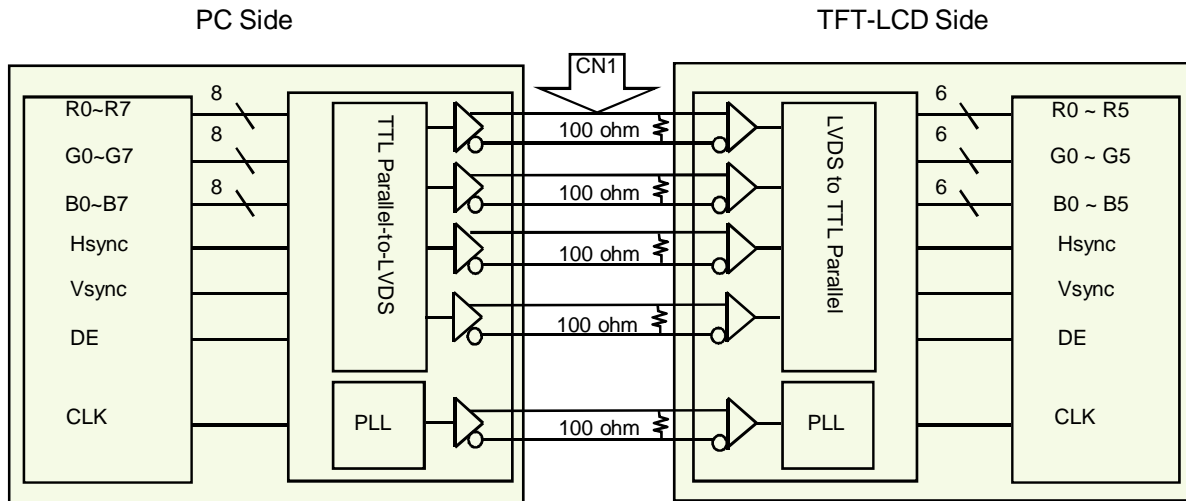 PC Side
TFT-LCD Side
CN1
R0~R7
8
G0~G7
8
B0~B7
8
Hsync
Vsync
DE
CLK
TTL Parallel-to-LVDS
PLL
100 ohm
100 ohm
100 ohm
100 ohm
100 ohm
LVDS to TTL Parallel
PLL
6
R0 ~ R5
6
G0 ~ G5
6
B0 ~ B5
Hsync
Vsync
DE
CLK